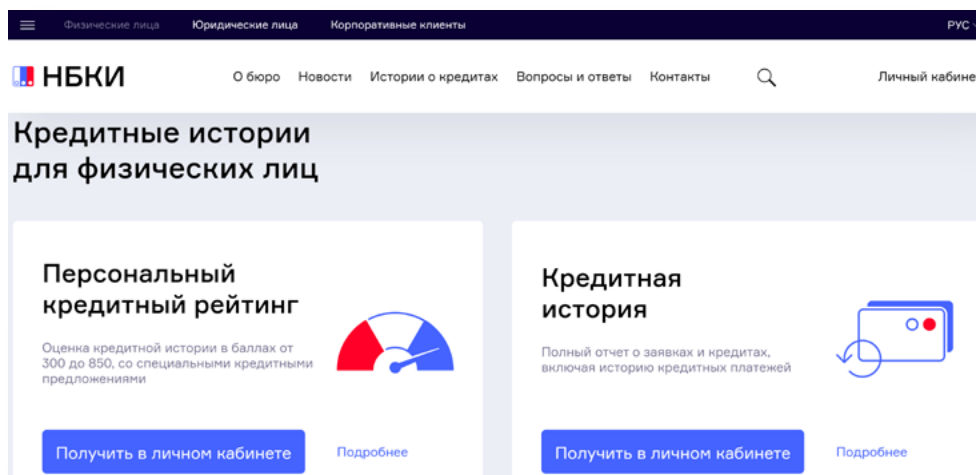 Физические лица Юридические лица Корпоративные клиенты РУС
НБКИ О бюро Новости Истории о кредитах Вопросы и ответы Контакты Личный кабине
Кредитные истории
для физических лиц
Персональный
кредитный рейтинг
Оценка кредитной истории в баллах от
300 до 850, со специальными кредитными
предложениями
Получить в личном кабинете Подробнее
Кредитная
история
Полный отчет о заявках и кредитах,
включая историю кредитных платежей
Получить в личном кабинете Подробнее